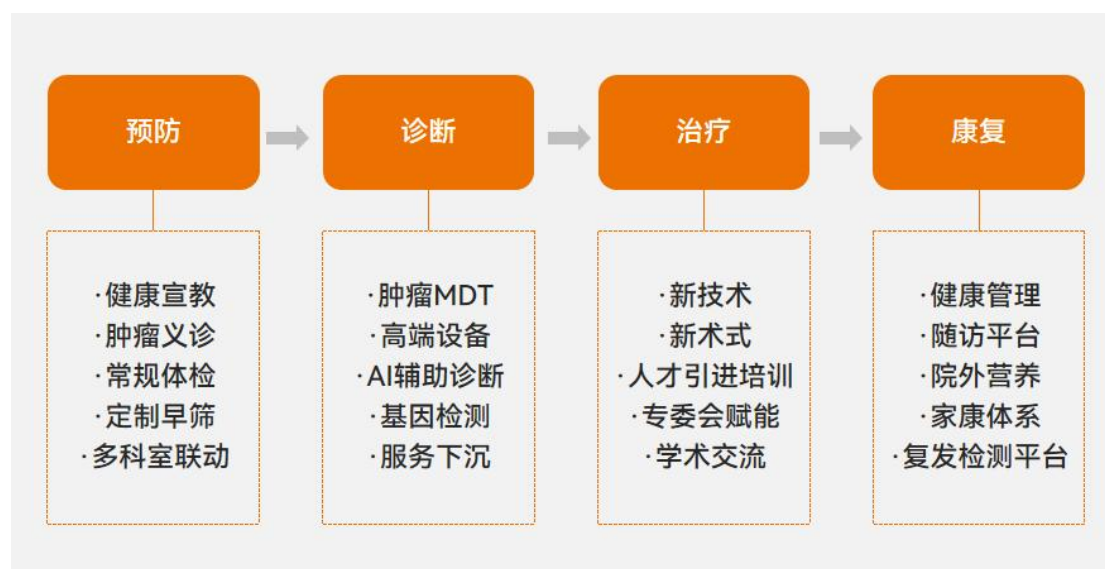 预防
诊断
治疗
康复
·健康宣教
·肿瘤义诊
·常规体检
·定制早筛
·多科室联动
·肿瘤MDT
·高端设备
·AI辅助诊断
·基因检测
·服务下沉
·新技术
·新术式
·人才引进培训
·专委会赋能
·学术交流
·健康管理
·随访平台
·院外营养
·家康体系
·复发检测平台